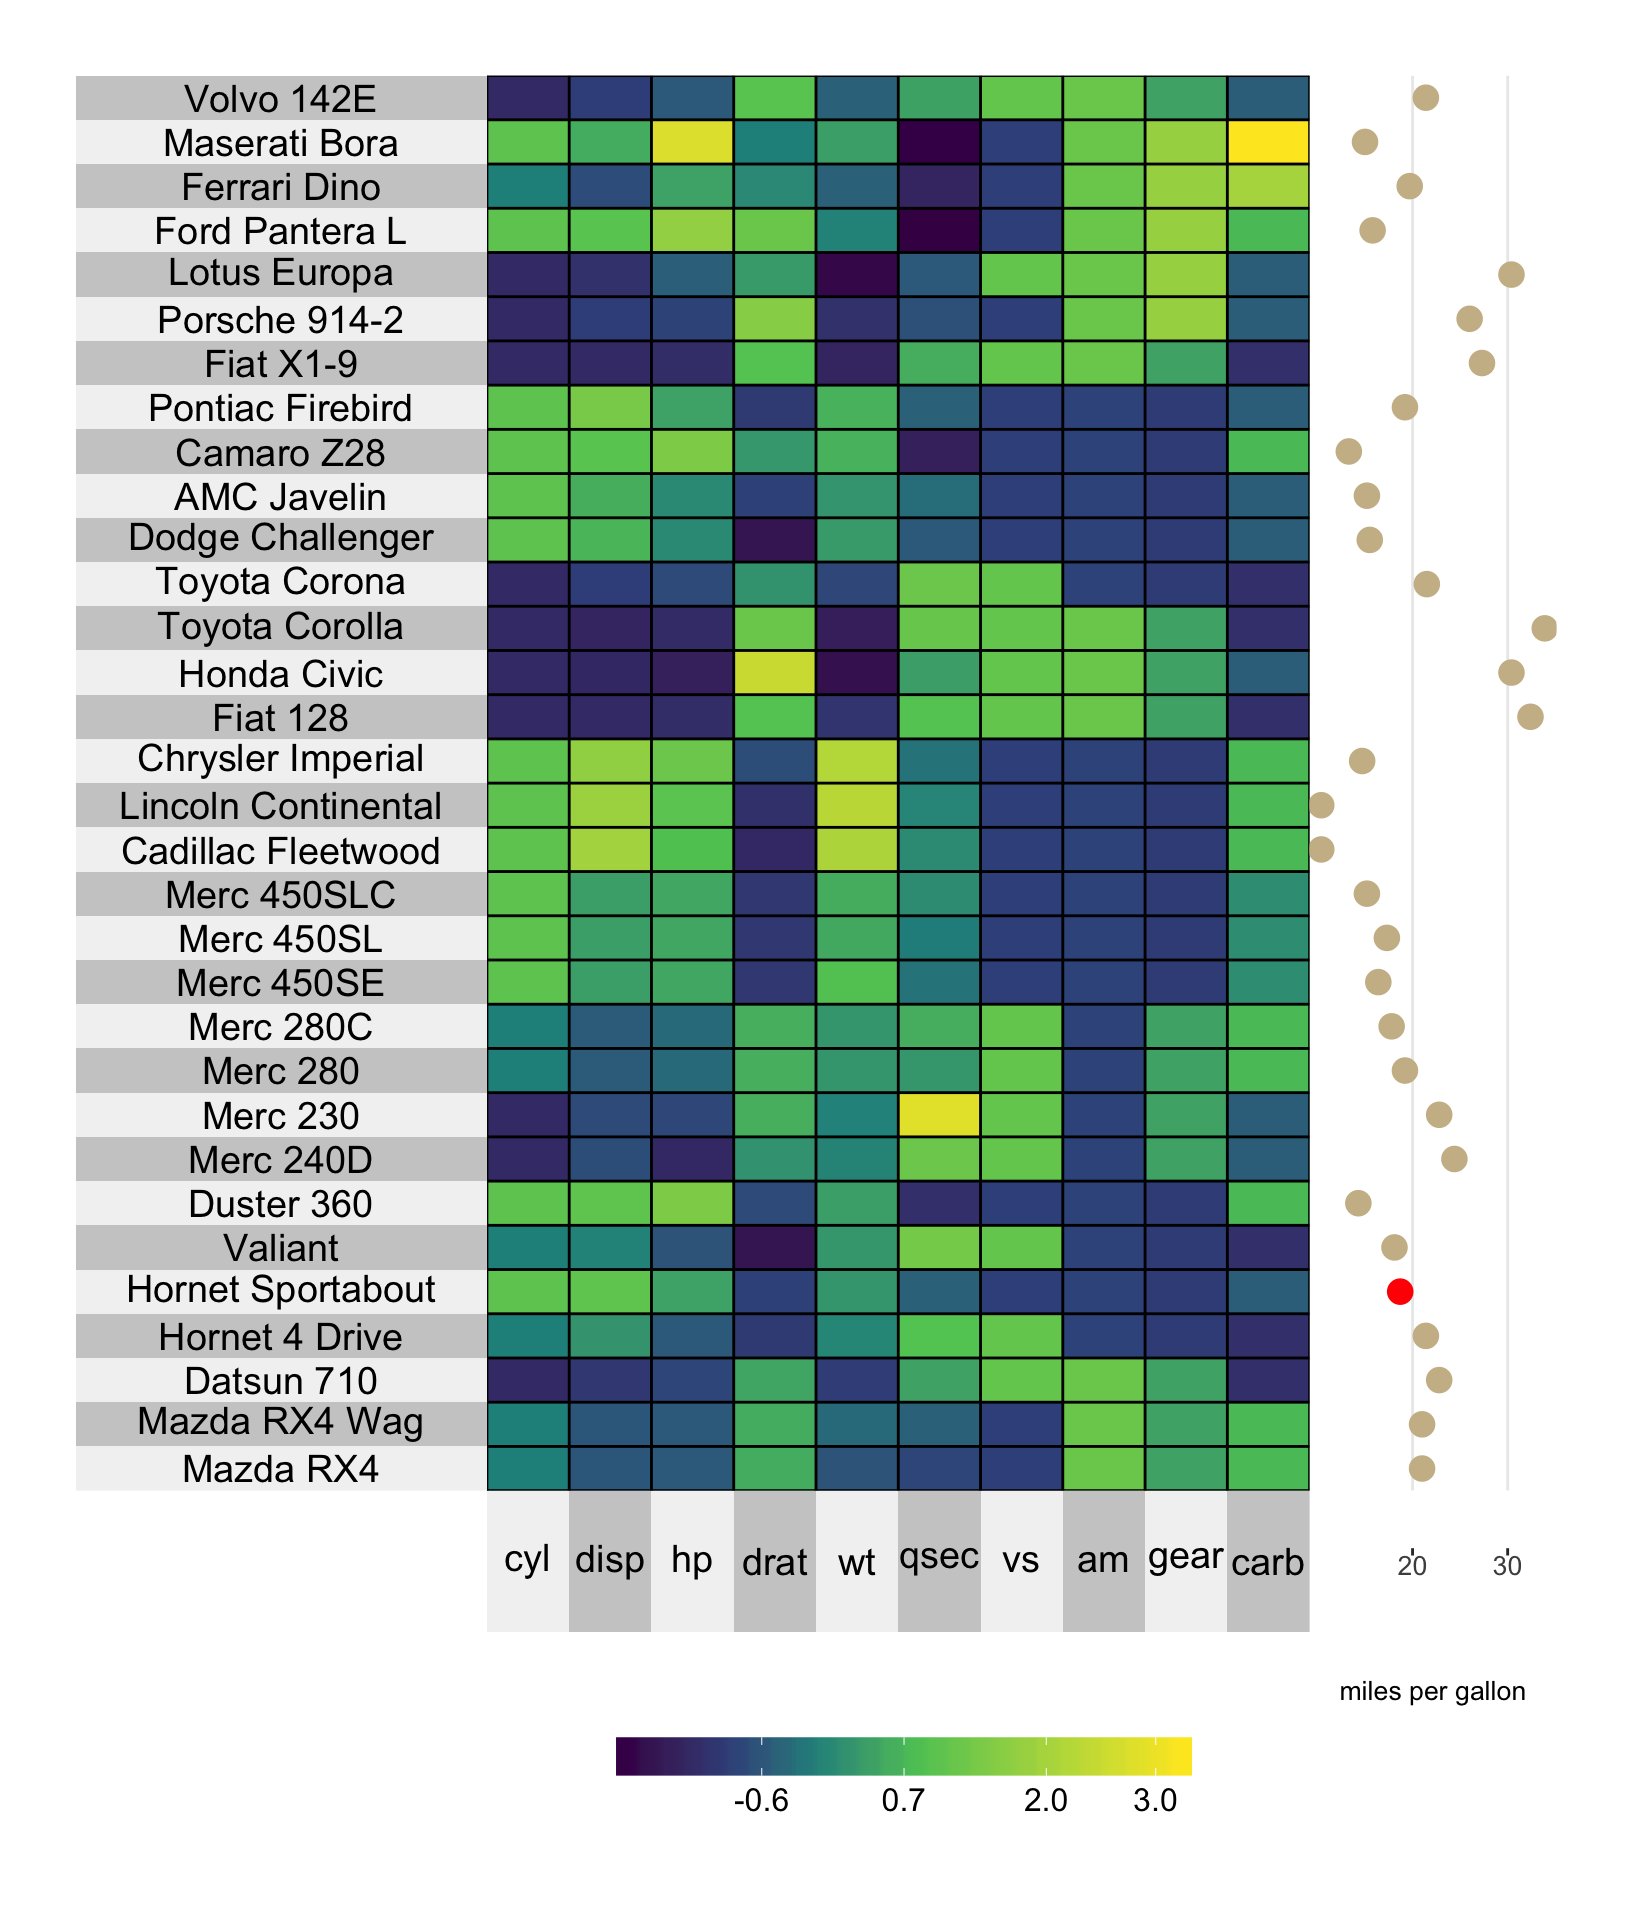 Volvo 142E
Maserati Bora
Ferrari Dino
Ford Pantera L
Lotus Europa
Porsche 914-2
Fiat X1-9
Pontiac Firebird
Camaro Z28
AMC Javelin
Dodge Challenger
Toyota Corona
Toyota Corolla
Honda Civic
Fiat 128
Chrysler Imperial
Lincoln Continental
Cadillac Fleetwood
Merc 450SLC
Merc 450SL
Merc 450SE
Merc 280C
Merc 280
Merc 230
Merc 240D
Duster 360
Valiant
Hornet Sportabout
Hornet 4 Drive
Datsun 710
Mazda RX4 Wag
Mazda RX4
cyl disp hp drat wt qsec vs am gear carb
20 30
miles per gallon
-0.6 0.7 2.0 3.0